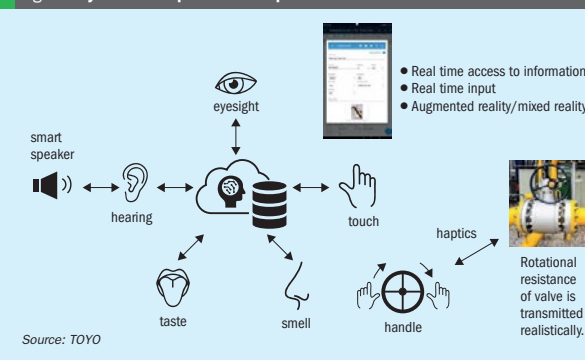 eyesight
● Real time access to information
● Real time input
● Augmented reality/mixed reality
smart
speaker
hearing
touch
haptics
taste
smell
handle
Rotational
resistance
of valve is
transmitted
realistically.
Source: TOYO